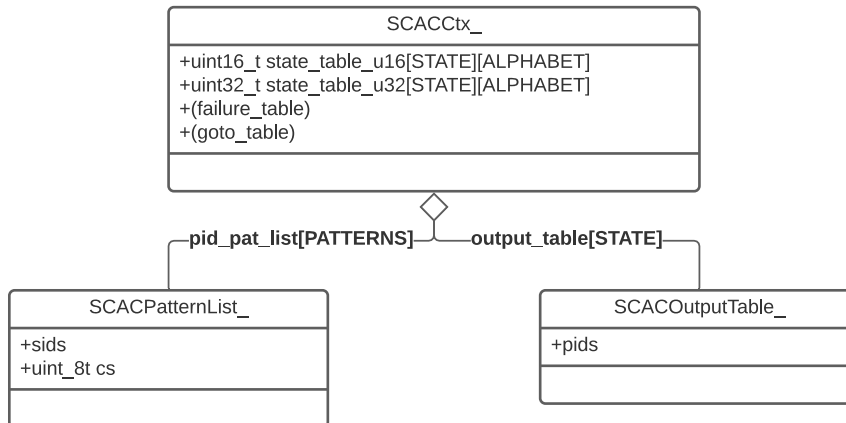 SCACCtx_
+uint16_t state_table_u16[STATE][ALPHABET]
+uint32_t state_table_u32[STATE][ALPHABET]
+(failure_table)
+(goto_table)
pid_pat_list[PATTERNS]
output_table[STATE]
SCACPatternList_
+sids
+uint_8t cs
SCACOutputTable_
+pids